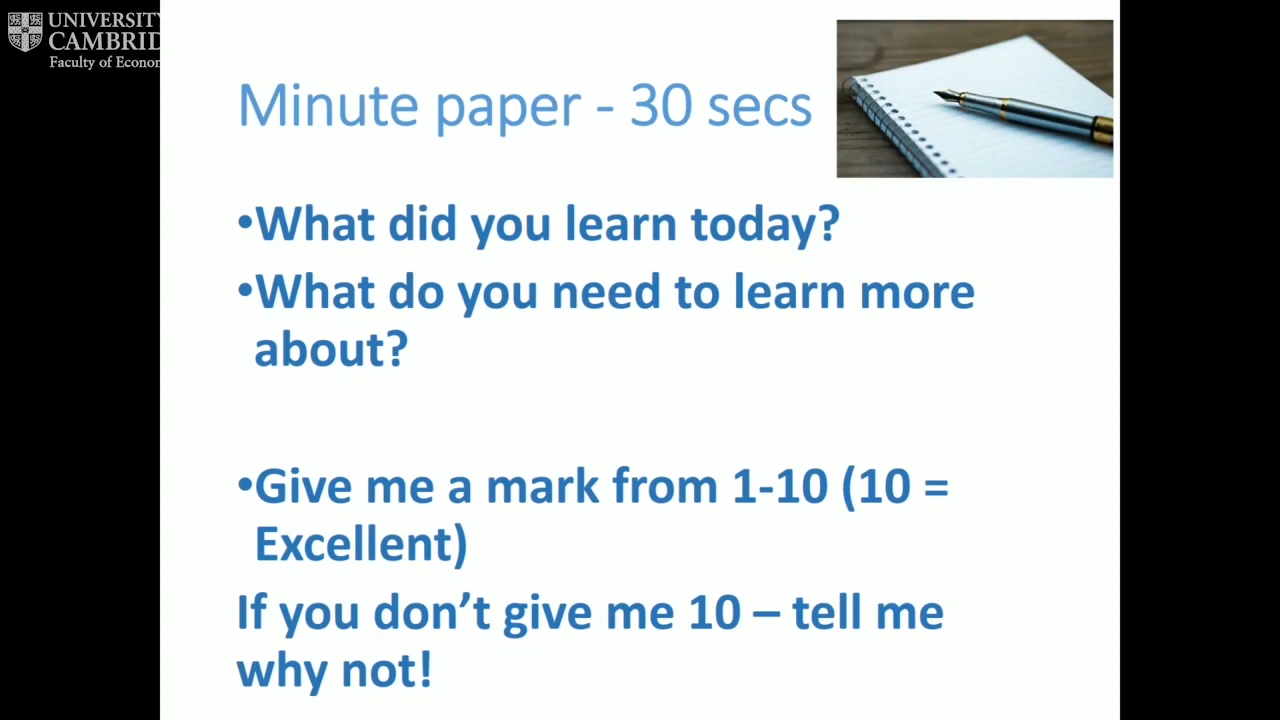 UNIVERSITY
CAMBRID
Faculty of Econom
Minute paper - 30 secs
•What did you learn today?
•What do you need to learn more
about?
•Give me a mark from 1-10 (10 =
Excellent)
If you don’t give me 10 – tell me
why not!